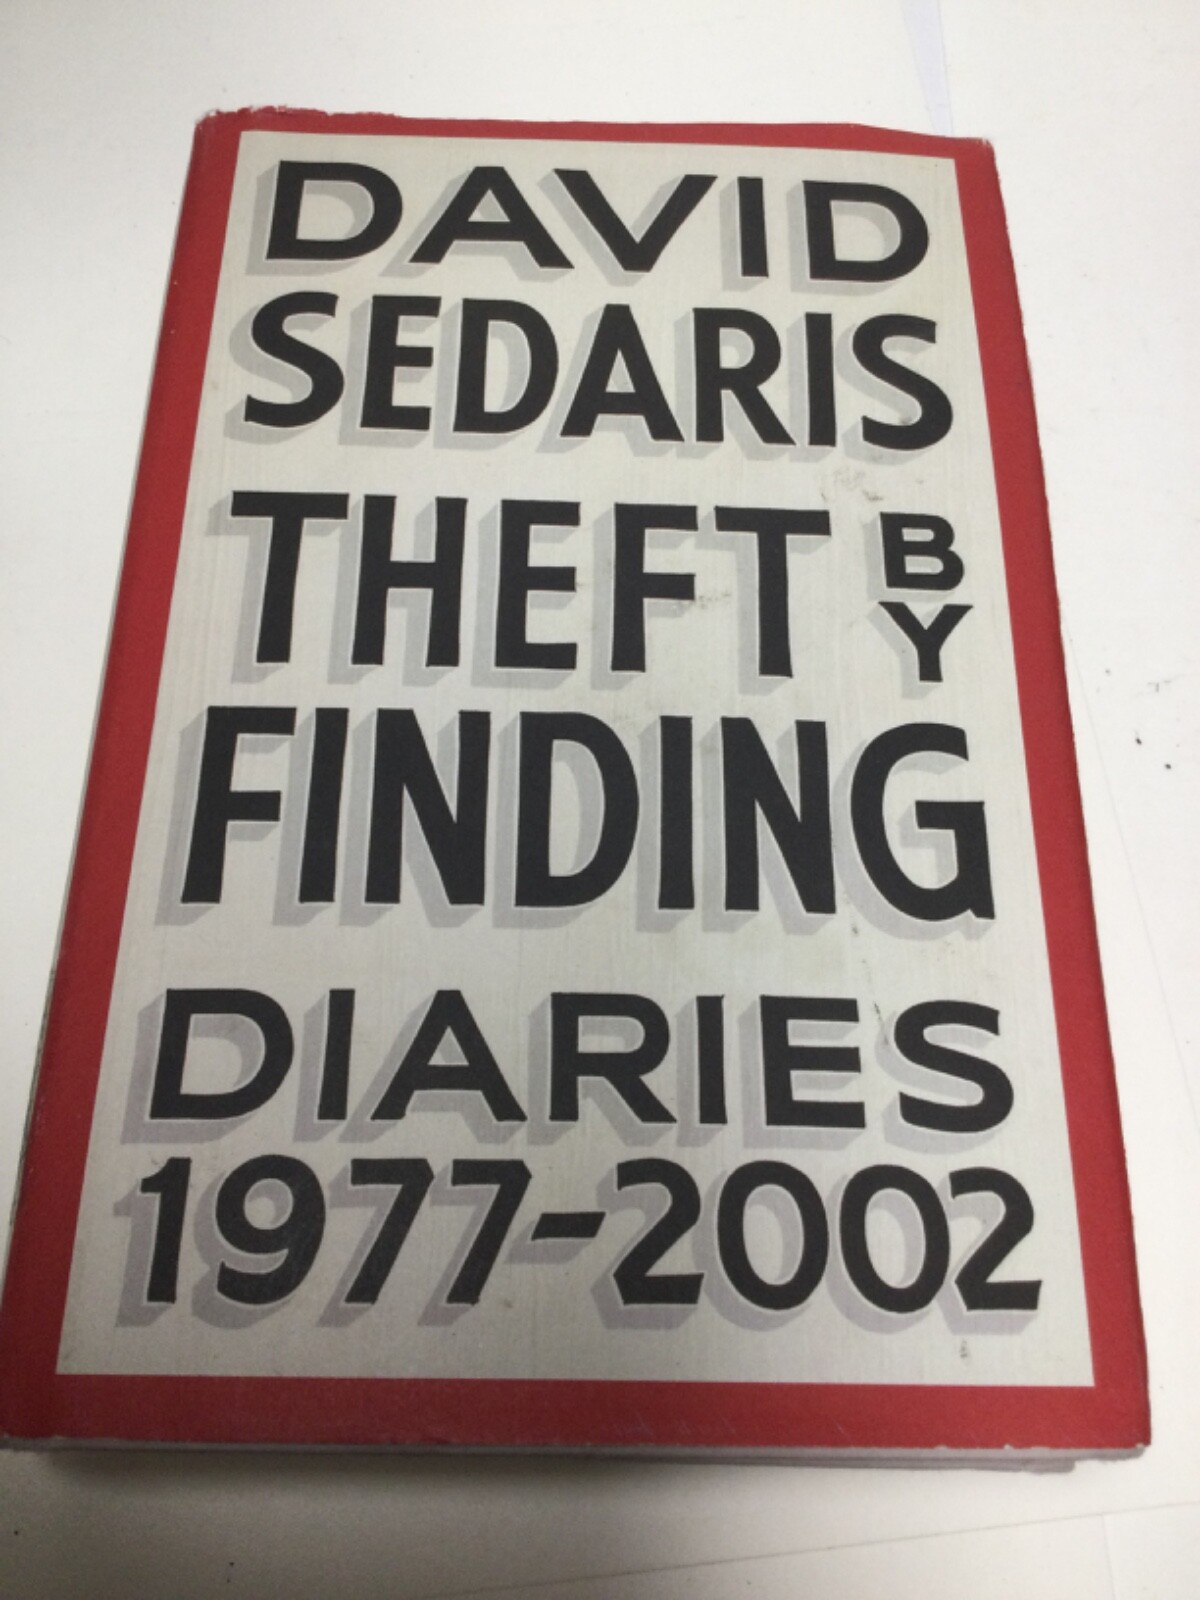 DAVID
SEDARIS
THEFT BY
FINDING
DIARIES
1977-2002